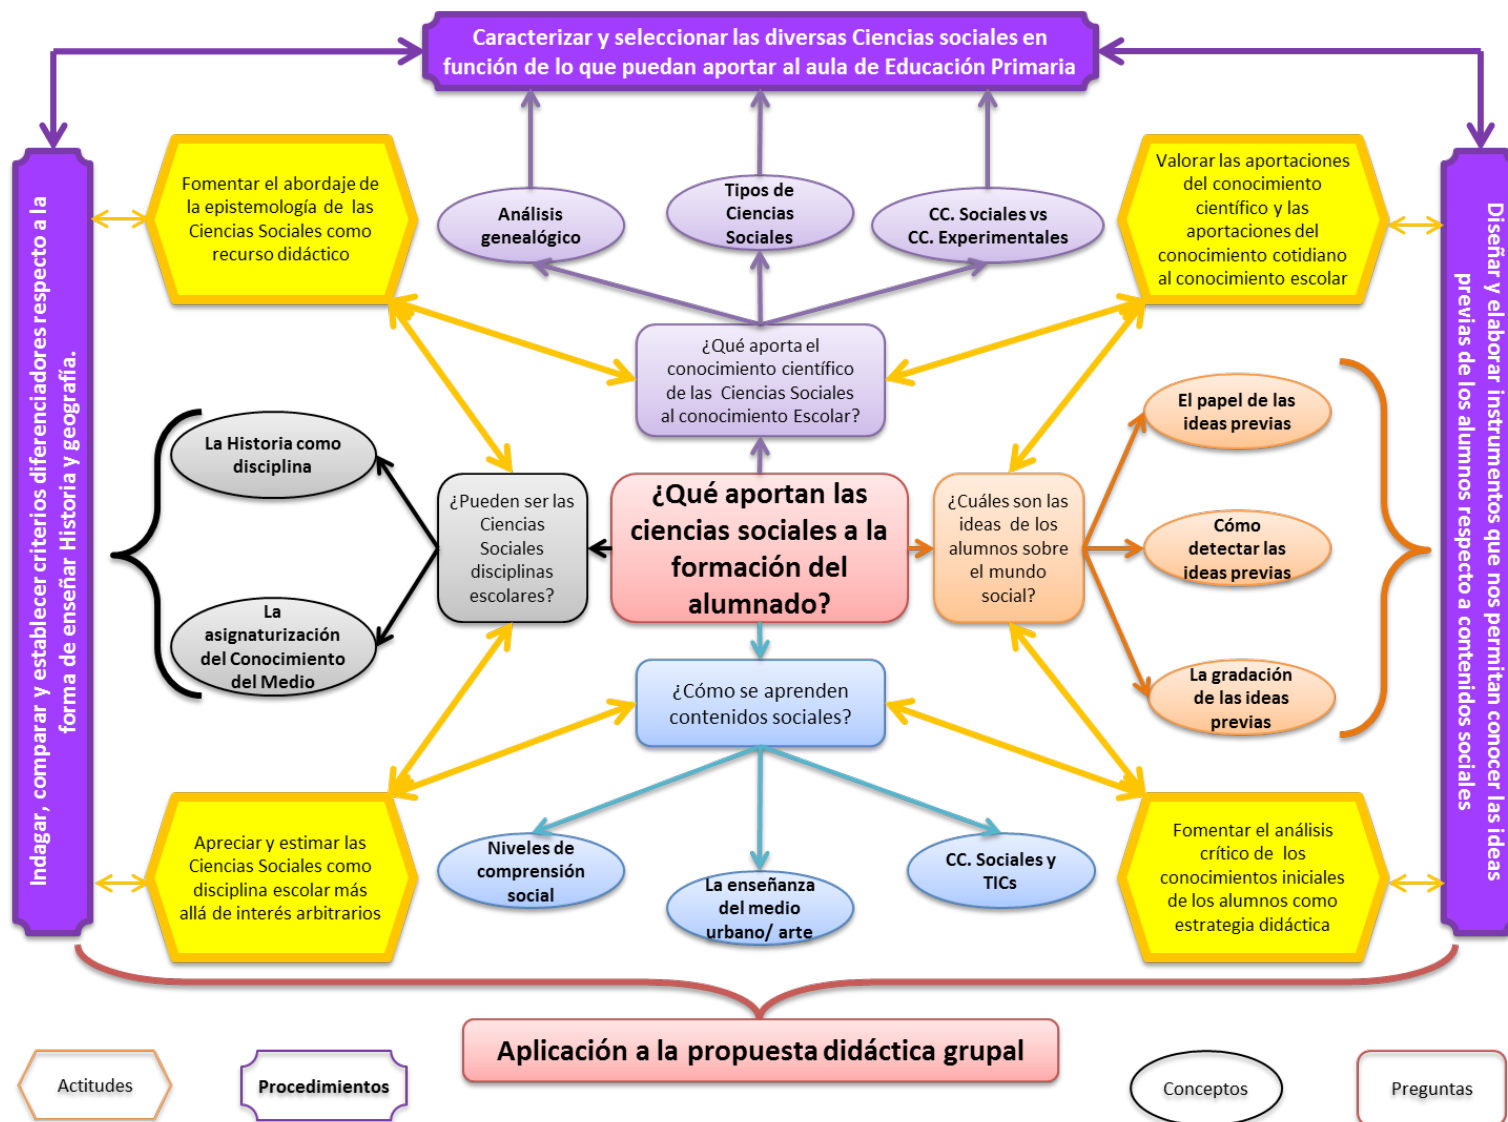 Caracterizar y seleccionar las diversas Ciencias sociales en
función de lo que puedan aportar al aula de Educación Primaria
Indagar, comparar y establecer criterios diferenciadores respecto a la
forma de enseñar Historia y geografía.
Fomentar el abordaje de
la epistemología de las
Ciencias Sociales como
recurso didáctico
Análisis
genealógico
Tipos de
Ciencias
Sociales
CC. Sociales vs
CC. Experimentales
Valorar las aportaciones
del conocimiento
científico y las
aportaciones del
conocimiento cotidiano
al conocimiento escolar
Diseñar y elaborar instrumentos que nos permitan conocer las ideas
previas de los alumnos respecto a contenidos sociales
¿Qué aporta el
conocimiento científico
de las Ciencias Sociales
al conocimiento Escolar?
La Historia como
disciplina
La
asignaturización
del Conocimiento
del Medio
¿Pueden ser las
Ciencias
Sociales
disciplinas
escolares?
¿Qué aportan las
ciencias sociales a la
formación del
alumnado?
¿Cuáles son las
ideas de los
alumnos sobre
el mundo
social?
El papel de las
ideas previas
Cómo
detectar las
ideas previas
La gradación
de las ideas
previas
¿Cómo se aprenden
contenidos sociales?
Apreciar y estimar las
Ciencias Sociales como
disciplina escolar más
allá de interés arbitrarios
Niveles de
comprensión
social
La enseñanza
del medio
urbano/ arte
CC. Sociales y
TICs
Fomentar el análisis
crítico de los
conocimientos iniciales
de los alumnos como
estrategia didáctica
Aplicación a la propuesta didáctica grupal
Actitudes
Procedimientos
Conceptos
Preguntas